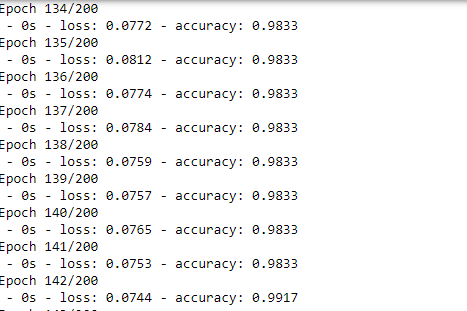 Epoch 134/200
 - 0s - loss: 0.0772 - accuracy: 0.9833
Epoch 135/200
 - 0s - loss: 0.0812 - accuracy: 0.9833
Epoch 136/200
 - 0s - loss: 0.0774 - accuracy: 0.9833
Epoch 137/200
 - 0s - loss: 0.0784 - accuracy: 0.9833
Epoch 138/200
 - 0s - loss: 0.0759 - accuracy: 0.9833
Epoch 139/200
 - 0s - loss: 0.0757 - accuracy: 0.9833
Epoch 140/200
 - 0s - loss: 0.0765 - accuracy: 0.9833
Epoch 141/200
 - 0s - loss: 0.0753 - accuracy: 0.9833
Epoch 142/200
 - 0s - loss: 0.0744 - accuracy: 0.9917